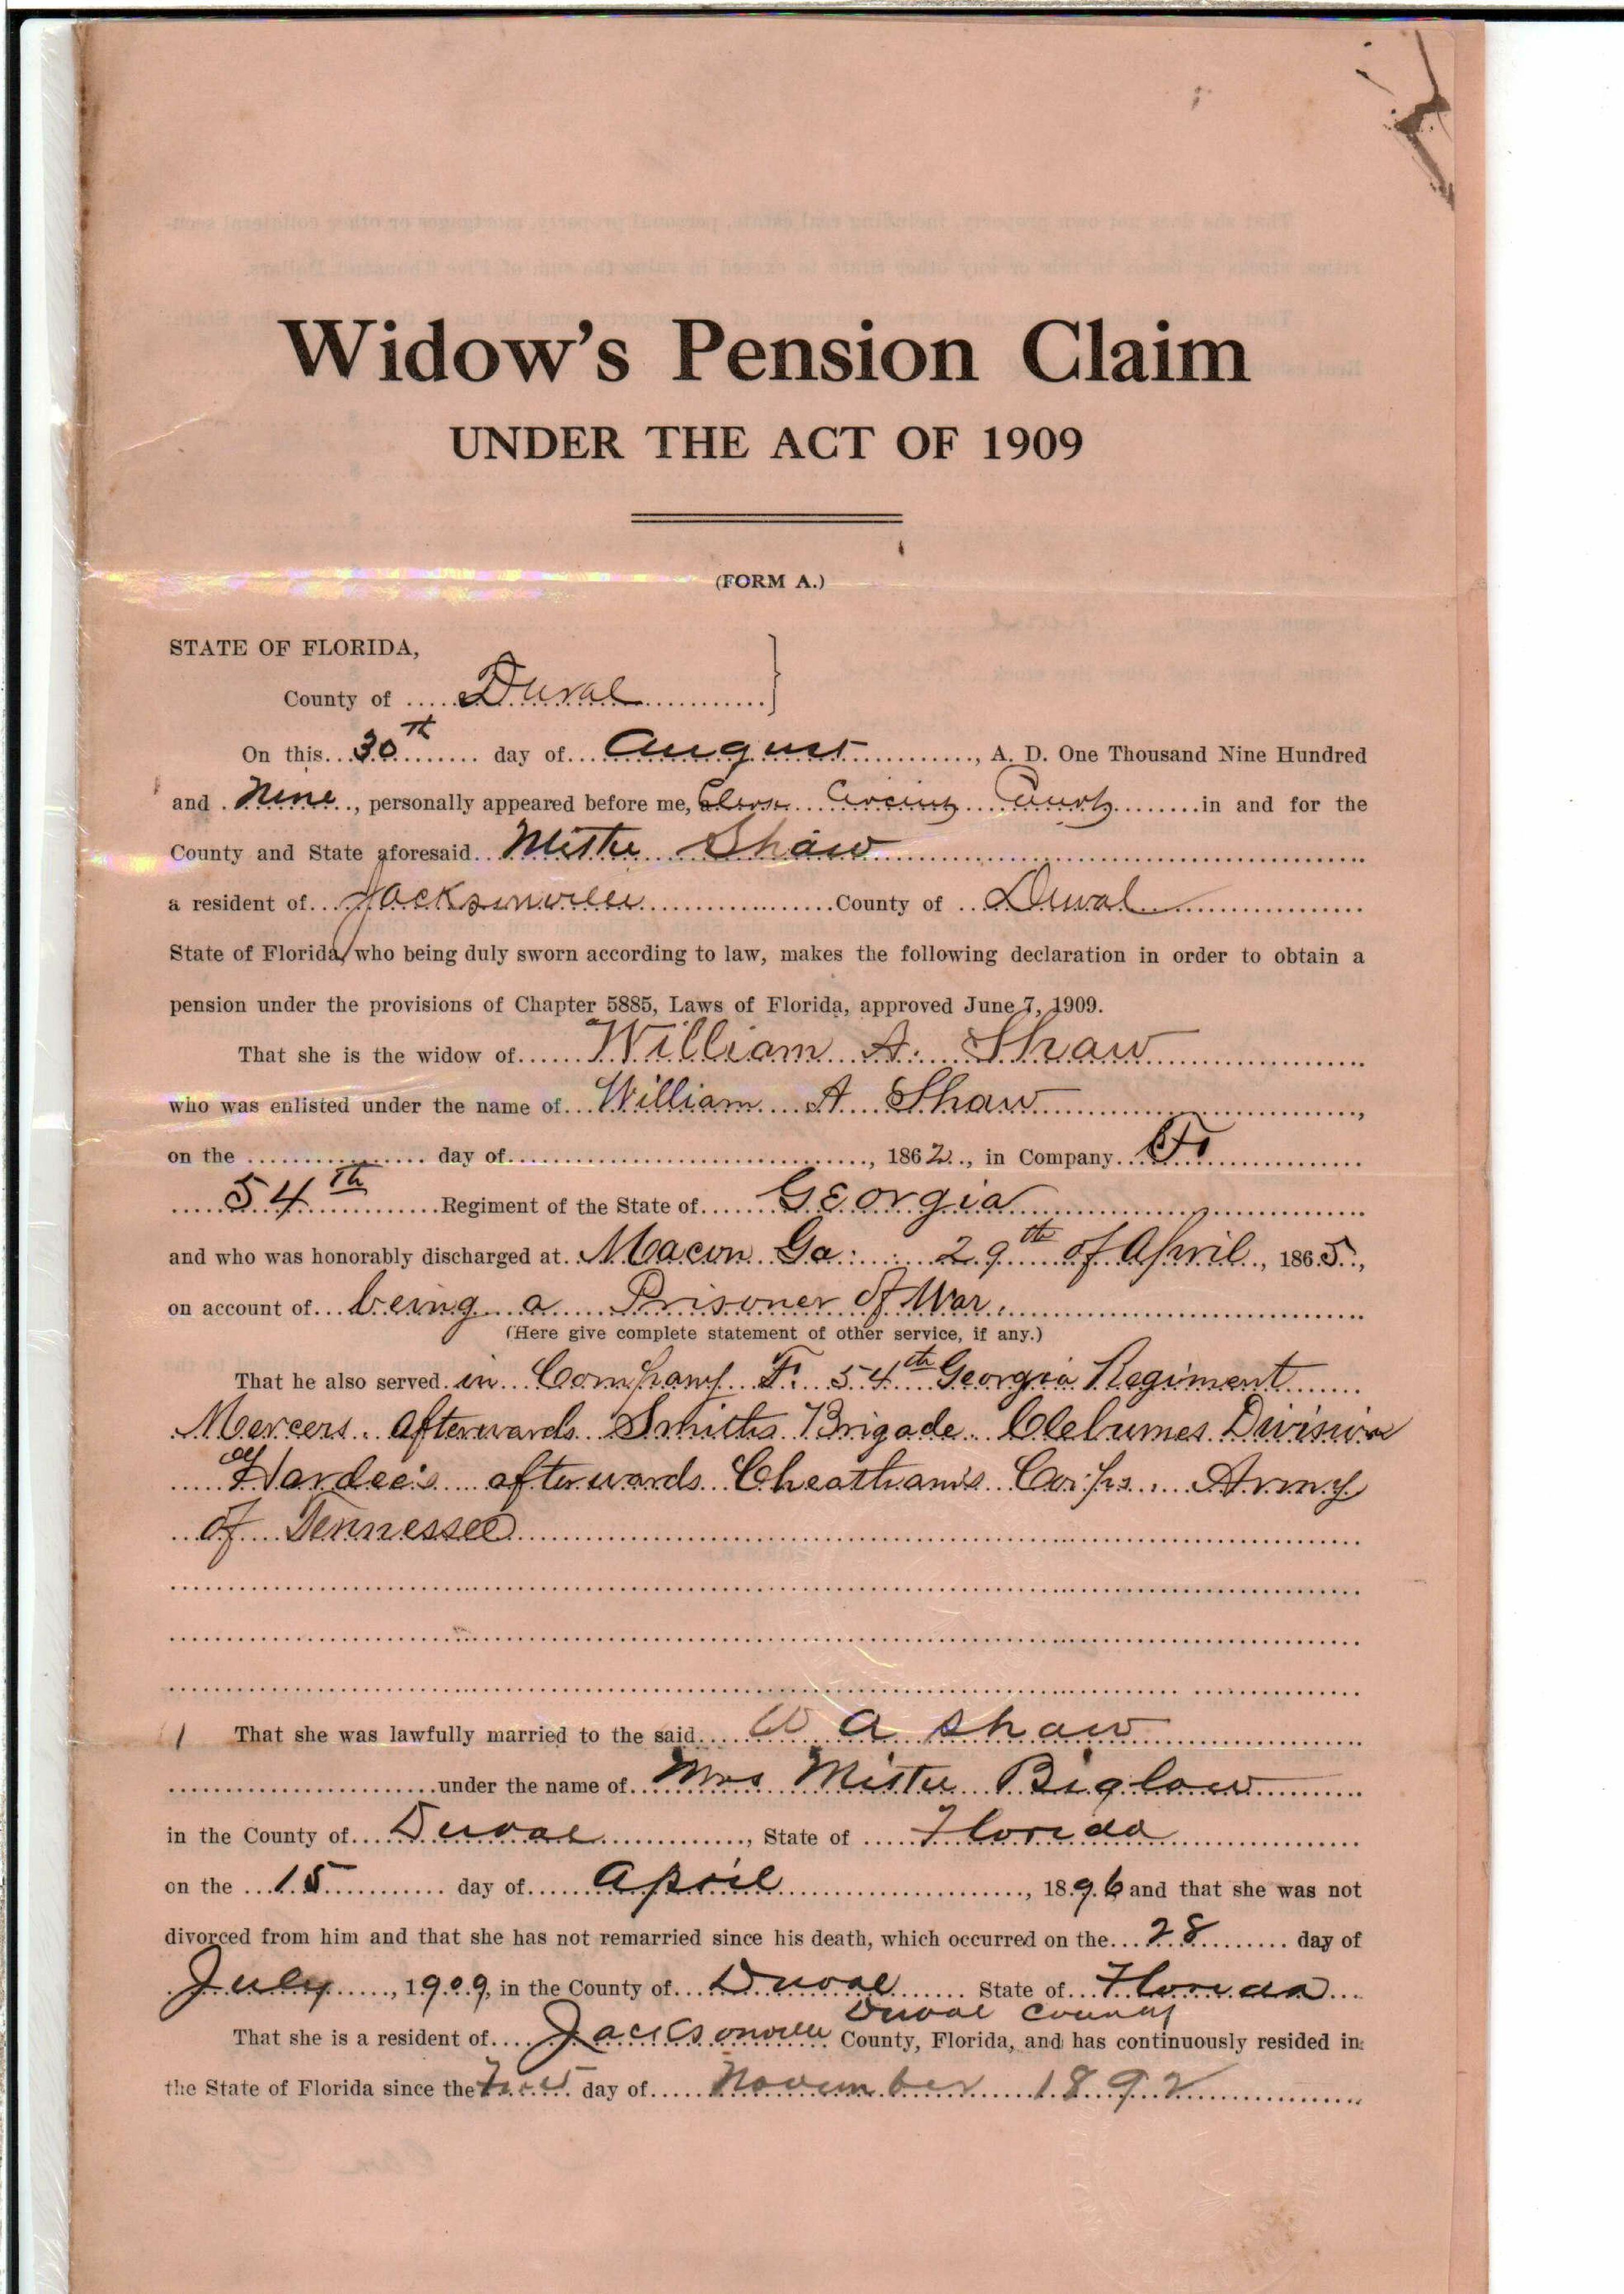 Widow's Pension Claim
UNDER THE ACT OF 1909
(FORM A.)
STATE OF FLORIDA,
County of Duval
On this 30th day of August, A. D. One Thousand Nine Hundred
and Nine, personally appeared before me, Clerk Circuit Court in and for the
County and State aforesaid Mistie Shaw
a resident of Jacksonville County of Duval
State of Florida, who being duly sworn according to law, makes the following declaration in order to obtain a
pension under the provisions of Chapter 5885, Laws of Florida, approved June 7, 1909.
That she is the widow of William A. Shaw
who was enlisted under the name of William A Shaw,
on the day of, 1862, in Company F.
54th Regiment of the State of Georgia
and who was honorably discharged at Macon Ga: 29th of April, 1865,
on account of being a Prisoner of War.
(Here give complete statement of other service, if any.)
That he also served in Company F. 54th Georgia Regiment
Mercers afterwards Smiths Brigade Cleburnes Division
of Hardee's afterwards Cheathams Corps. Army
of Tennessee
1 That she was lawfully married to the said W A Shaw
under the name of Mrs Mistie Biglow
in the County of Duval, State of Florida
on the 15 day of April, 1896 and that she was not
divorced from him and that she has not remarried since his death, which occurred on the 28 day of
July, 1909, in the County of Duval State of Florida
Duval County
That she is a resident of Jacksonville County, Florida, and has continuously resided in
the State of Florida since the day of November 1892